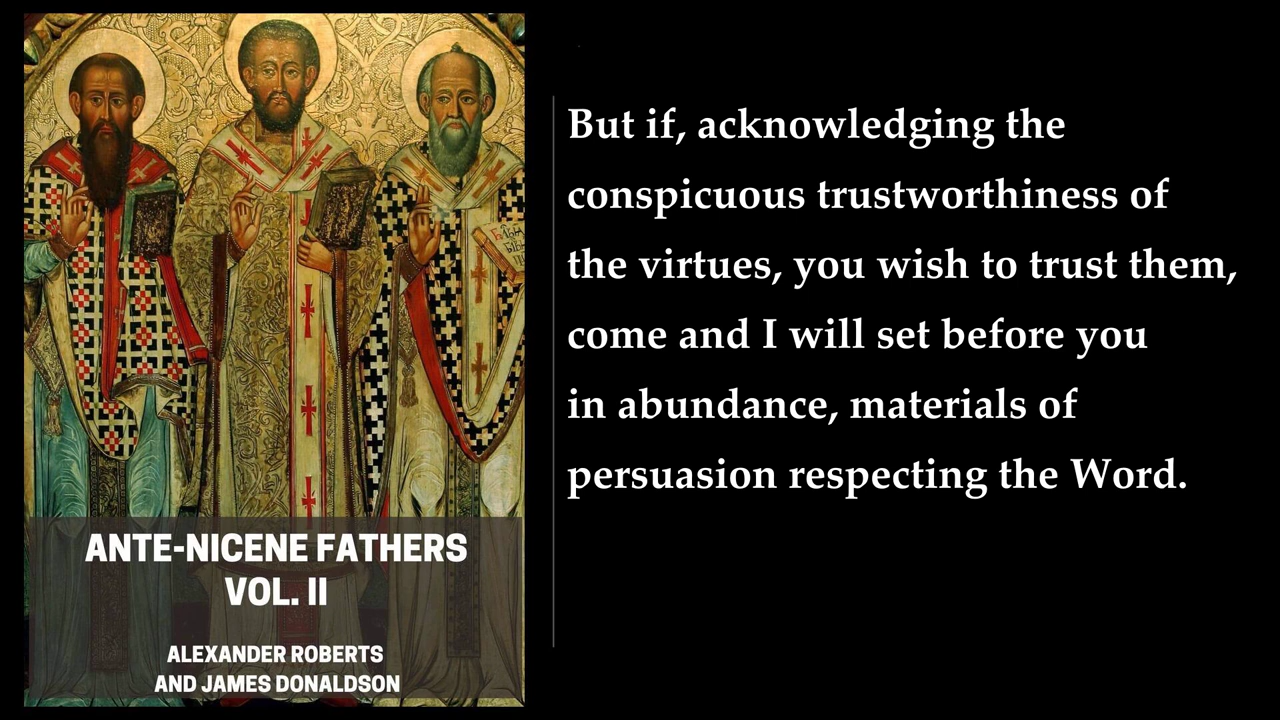 ANTE-NICENE FATHERS
VOL. II
ALEXANDER ROBERTS
AND JAMES DONALDSON
But if, acknowledging the
conspicuous trustworthiness of
the virtues, you wish to trust them,
come and I will set before you
in abundance, materials of
persuasion respecting the Word.